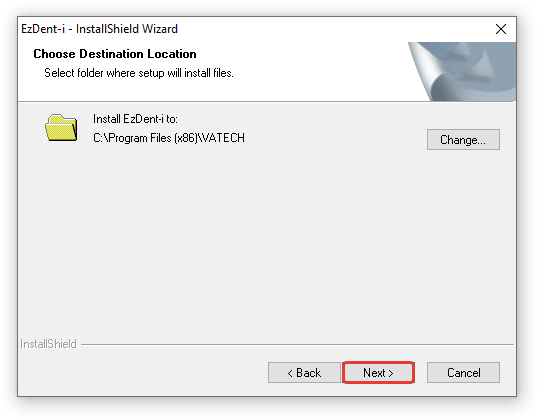 EzDent-i - InstallShield Wizard
Choose Destination Location
Select folder where setup will install files.
Install EzDent-i to:
C:\Program Files (x86)\VATECH
Change...
InstallShield
< Back
Next >
Cancel